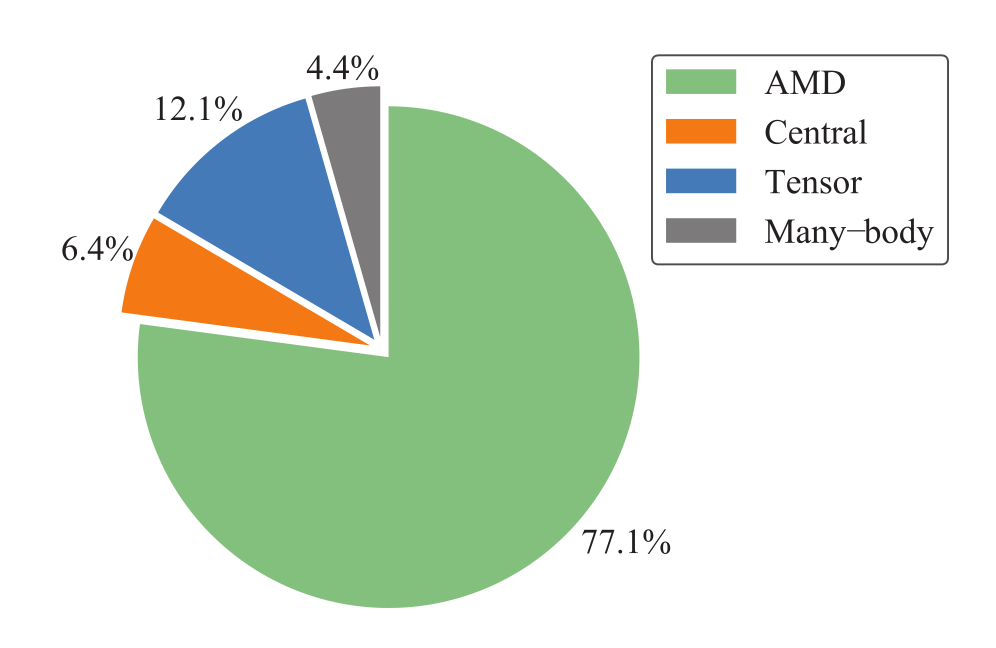 4.4%
12.1%
6.4%
77.1%
AMD
Central
Tensor
Many−body